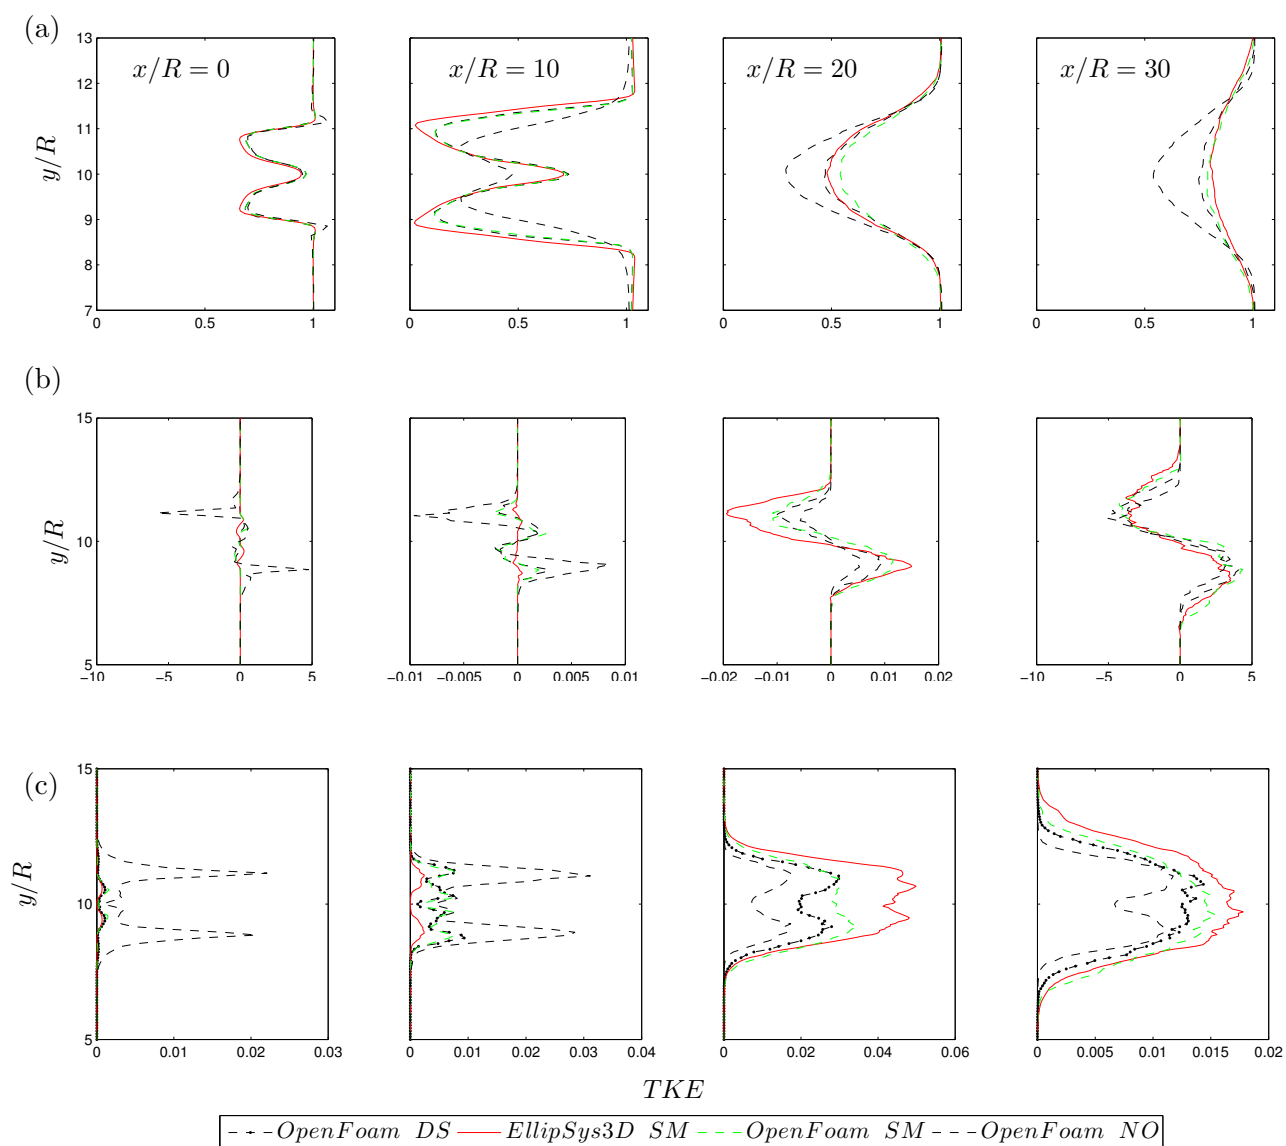 (a)
x/R = 0
x/R = 10
x/R = 20
x/R = 30
y/R
13
12
11
10
9
8
7
0 0.5 1
0 0.5 1
0 0.5 1
0 0.5 1
(b)
y/R
15
10
5
−10 −5 0 5
−0.01 −0.005 0 0.005 0.01
−0.02 −0.01 0 0.01 0.02
−10 −5 0 5
(c)
y/R
15
10
5
0 0.01 0.02 0.03
0 0.01 0.02 0.03 0.04
0 0.02 0.04 0.06
0 0.005 0.01 0.015 0.02
TKE
OpenFoam DS EllipSys3D SM OpenFoam SM OpenFoam NO